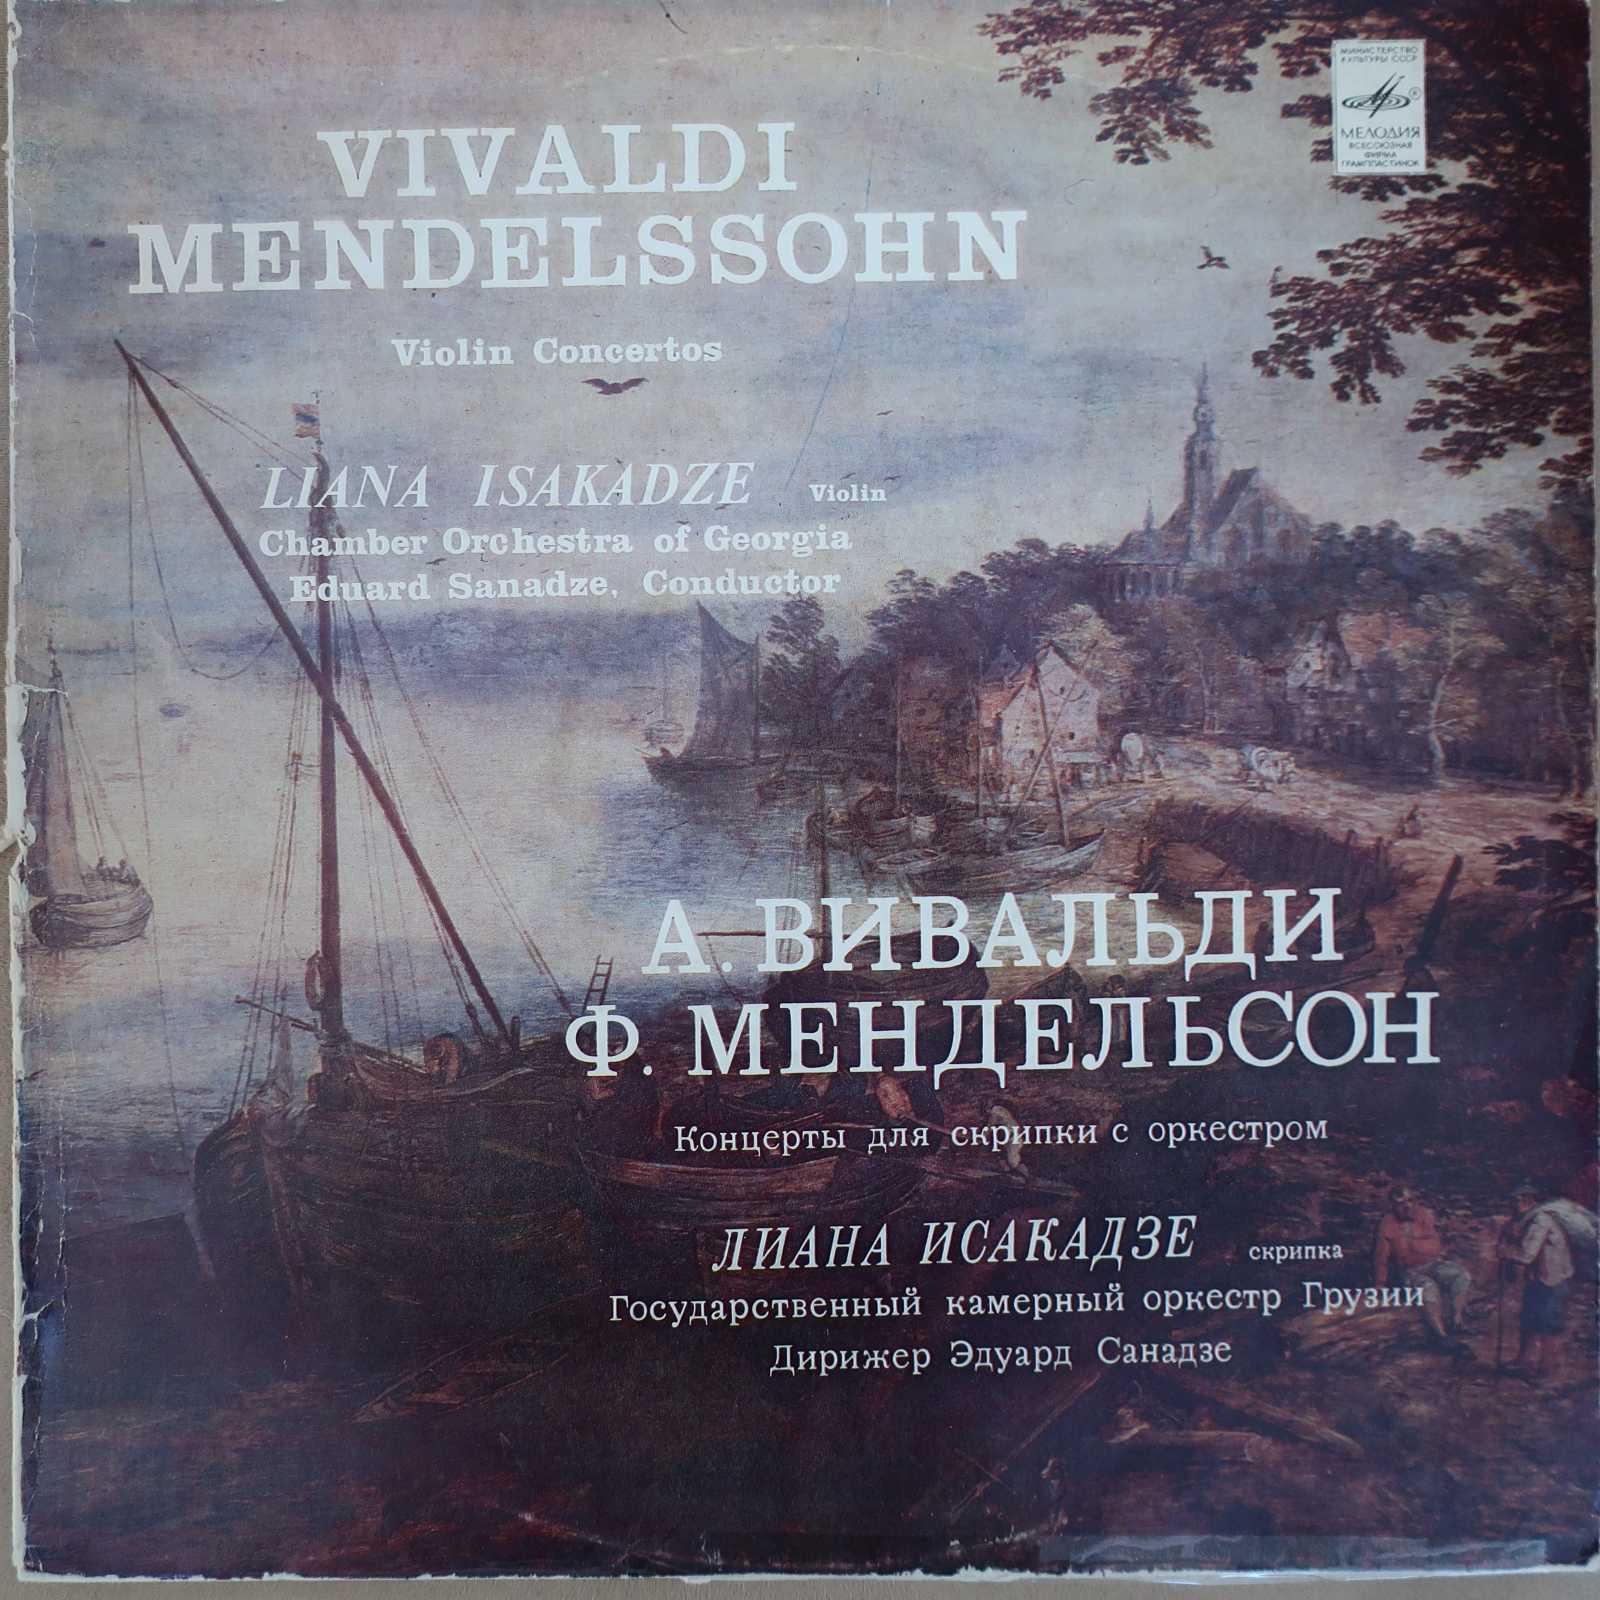 МИНИСТЕРСТВО
КУЛЬТУРЫ СССР
МЕЛОДИЯ
ВСЕСОЮЗНАЯ
ФИРМА
ГРАМПЛАСТИНОК
VIVALDI
MENDELSSOHN
Violin Concertos
LIANA ISAKADZE Violin
Chamber Orchestra of Georgia
Eduard Sanadze, Conductor
А. ВИВАЛЬДИ
Ф. МЕНДЕЛЬСОН
Концерты для скрипки с оркестром
ЛИАНА ИСАКАДЗЕ скрипка
Государственный камерный оркестр Грузии
Дирижер Эдуард Санадзе